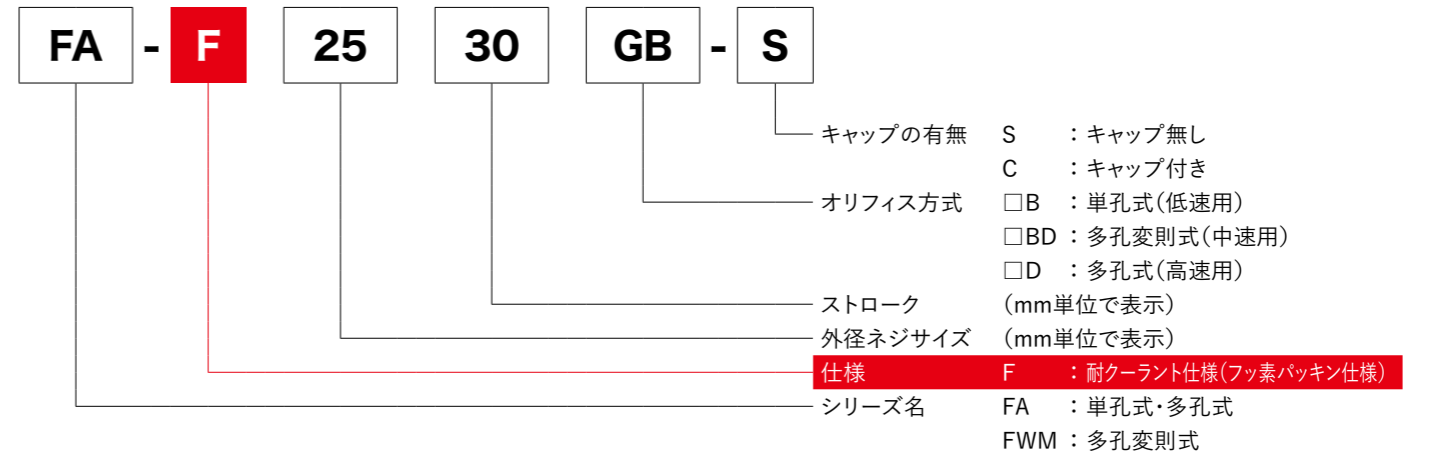 FA - F 25 30 GB - S
キャップの有無 S ：キャップ無し
C ：キャップ付き
オリフィス方式 □B ：単孔式（低速用）
□BD ：多孔変則式（中速用）
□D ：多孔式（高速用）
ストローク （mm単位で表示）
外径ネジサイズ （mm単位で表示）
仕様 F ：耐クーラント仕様（フッ素パッキン仕様）
シリーズ名 FA ：単孔式・多孔式
FWM ：多孔変則式